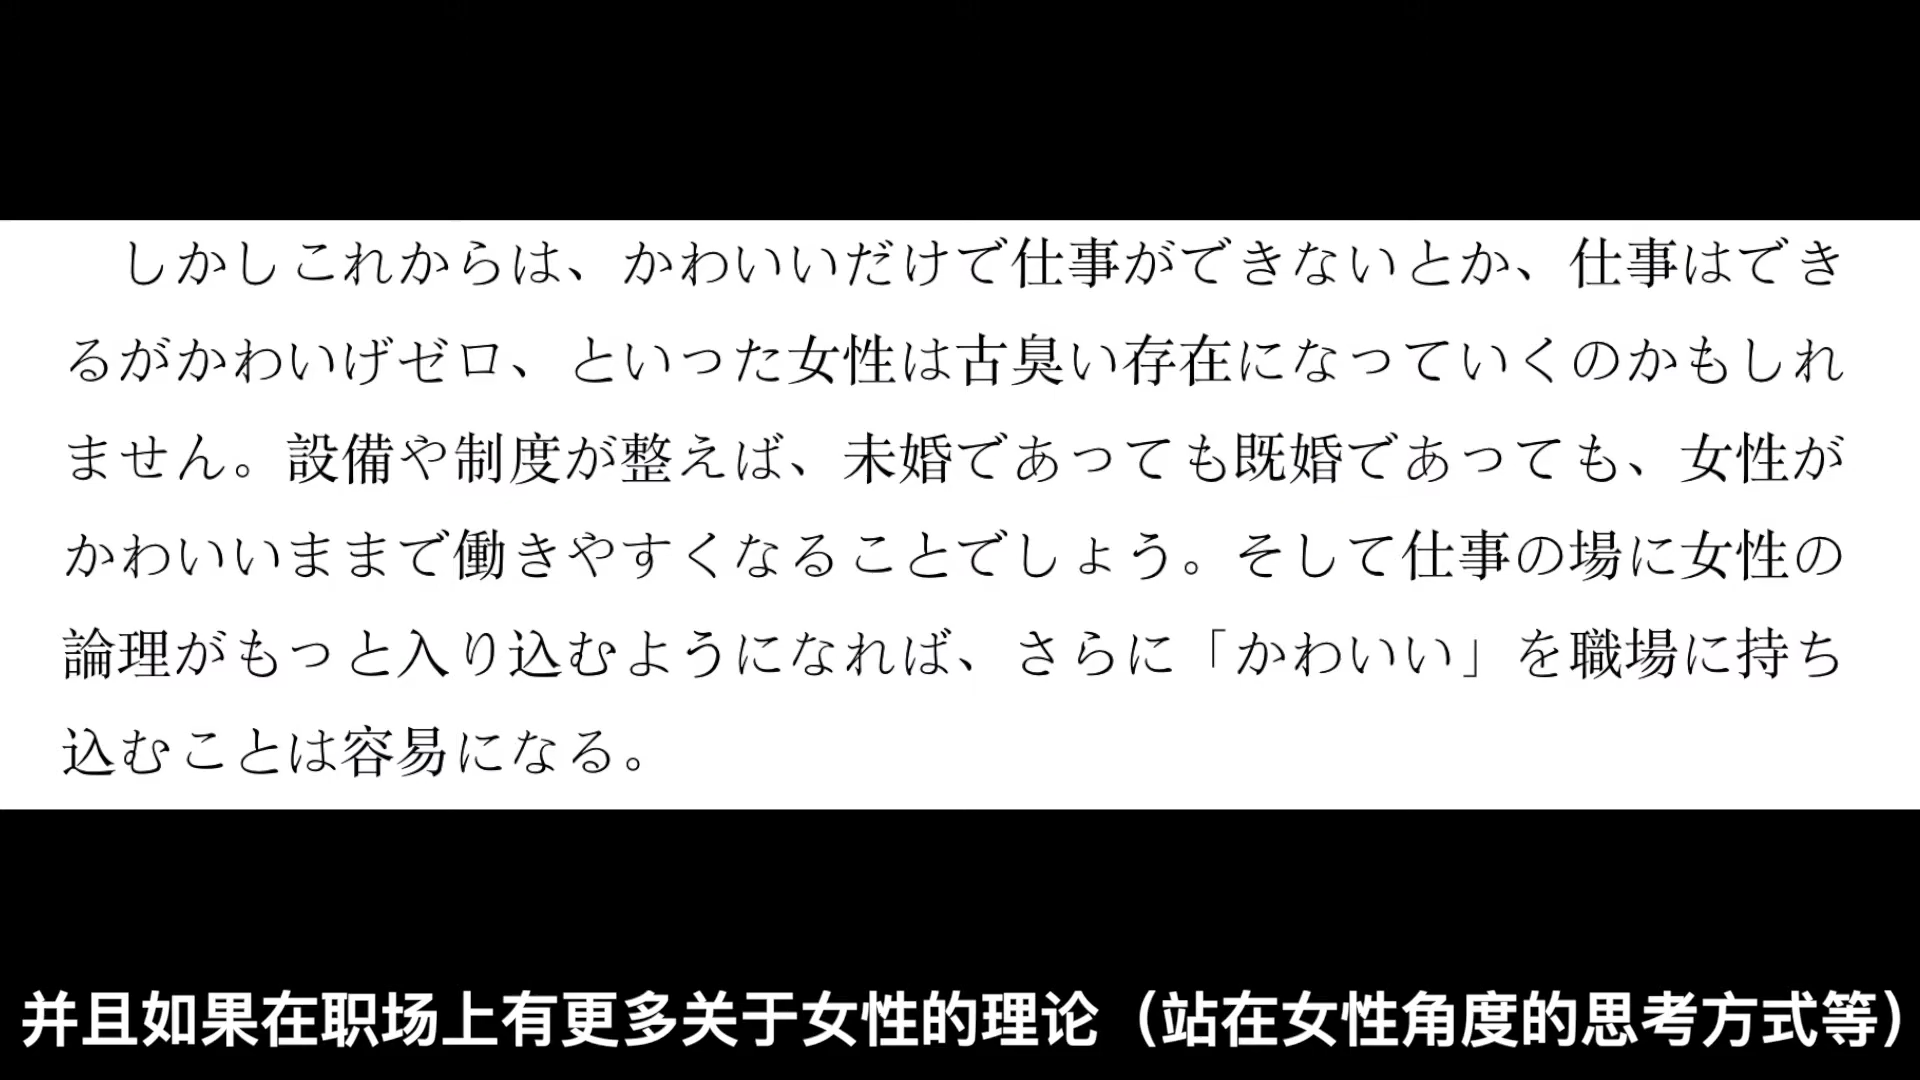 しかしこれからは、かわいいだけで仕事ができないとか、仕事はでき
るがかわいげゼロ、といった女性は古臭い存在になっていくのかもしれ
ません。設備や制度が整えば、未婚であっても既婚であっても、女性が
かわいいままで働きやすくなることでしょう。そして仕事の場に女性の
論理がもっと入り込むようになれば、さらに「かわいい」を職場に持ち
込むことは容易になる。
并且如果在职场上有更多关于女性的理论（站在女性角度的思考方式等）